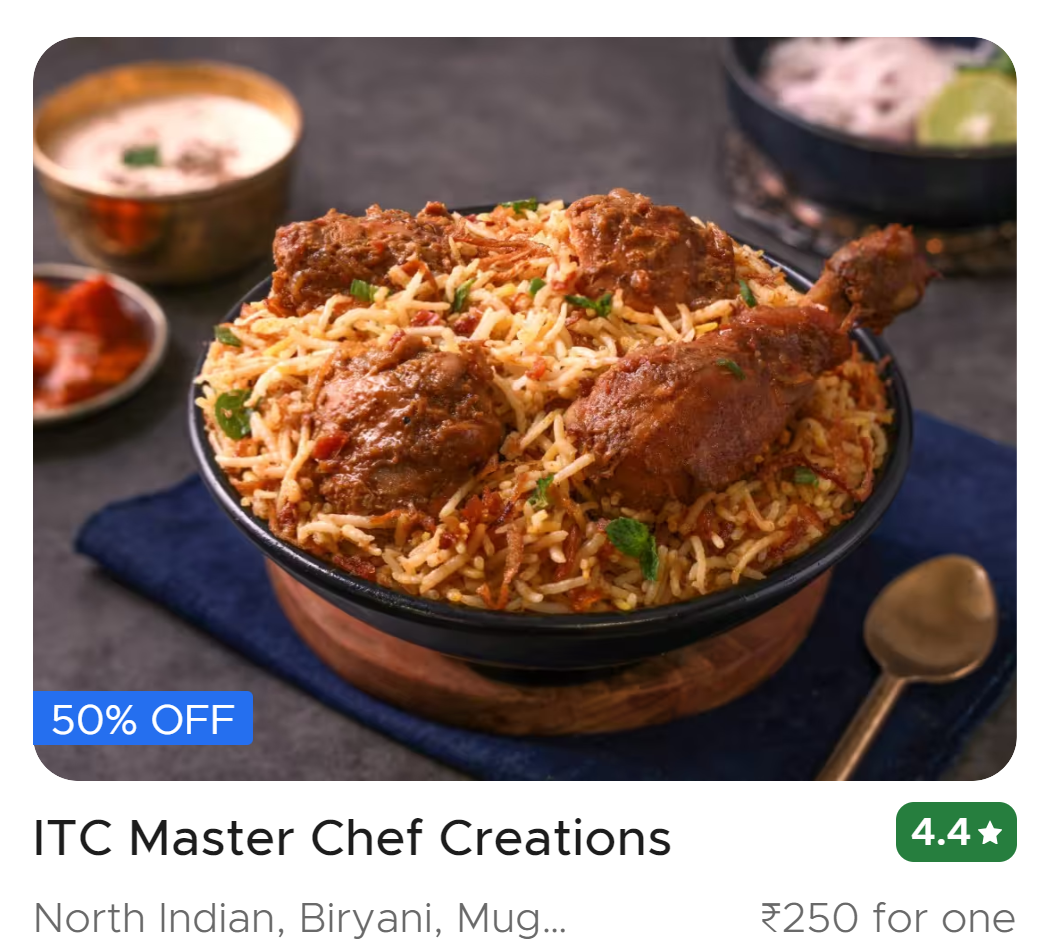 50% OFF
ITC Master Chef Creations
4.4★
North Indian, Biryani, Mug...
₹250 for one